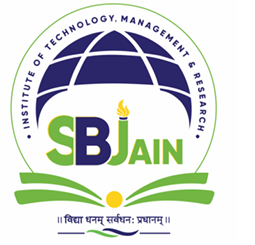 • INSTITUTE OF TECHNOLOGY, MANAGEMENT & RESEARCH •
SBJAIN
॥ विद्या धनम् सर्वधनः प्रधानम् ॥